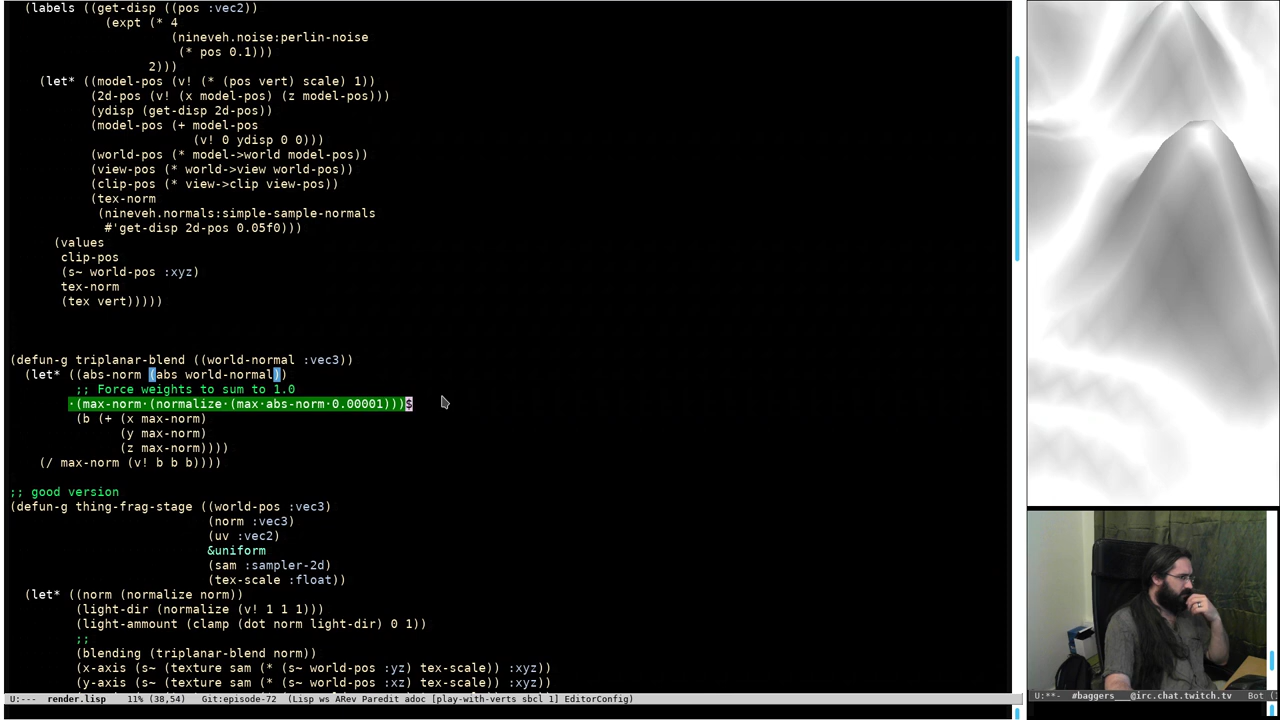 (labels ((get-disp ((pos :vec2))
(expt (* 4
(nineveh.noise:perlin-noise
(* pos 0.1)))
2)))
(let* ((model-pos (v! (* (pos vert) scale) 1))
(2d-pos (v! (x model-pos) (z model-pos)))
(ydisp (get-disp 2d-pos))
(model-pos (+ model-pos
(v! 0 ydisp 0 0)))
(world-pos (* model->world model-pos))
(view-pos (* world->view world-pos))
(clip-pos (* view->clip view-pos))
(tex-norm
(nineveh.normals:simple-sample-normals
#'get-disp 2d-pos 0.05f0)))
(values
clip-pos
(s~ world-pos :xyz)
tex-norm
(tex vert)))))
(defun-g triplanar-blend ((world-normal :vec3))
(let* ((abs-norm (abs world-normal))
;; Force weights to sum to 1.0
·(max-norm·(normalize·(max·abs-norm·0.00001)))$
(b (+ (x max-norm)
(y max-norm)
(z max-norm))))
(/ max-norm (v! b b b))))
;; good version
(defun-g thing-frag-stage ((world-pos :vec3)
(norm :vec3)
(uv :vec2)
&uniform
(sam :sampler-2d)
(tex-scale :float))
(let* ((norm (normalize norm))
(light-dir (normalize (v! 1 1 1)))
(light-ammount (clamp (dot norm light-dir) 0 1))
;;
(blending (triplanar-blend norm))
(x-axis (s~ (texture sam (* (s~ world-pos :yz) tex-scale)) :xyz))
(y-axis (s~ (texture sam (* (s~ world-pos :xz) tex-scale)) :xyz))
U:--- render.lisp 11% (38,54) Git:episode-72 (Lisp ws ARev Paredit adoc [play-with-verts sbcl 1] EditorConfig)
U:**- #baggers___@irc.chat.twitch.tv Bot (